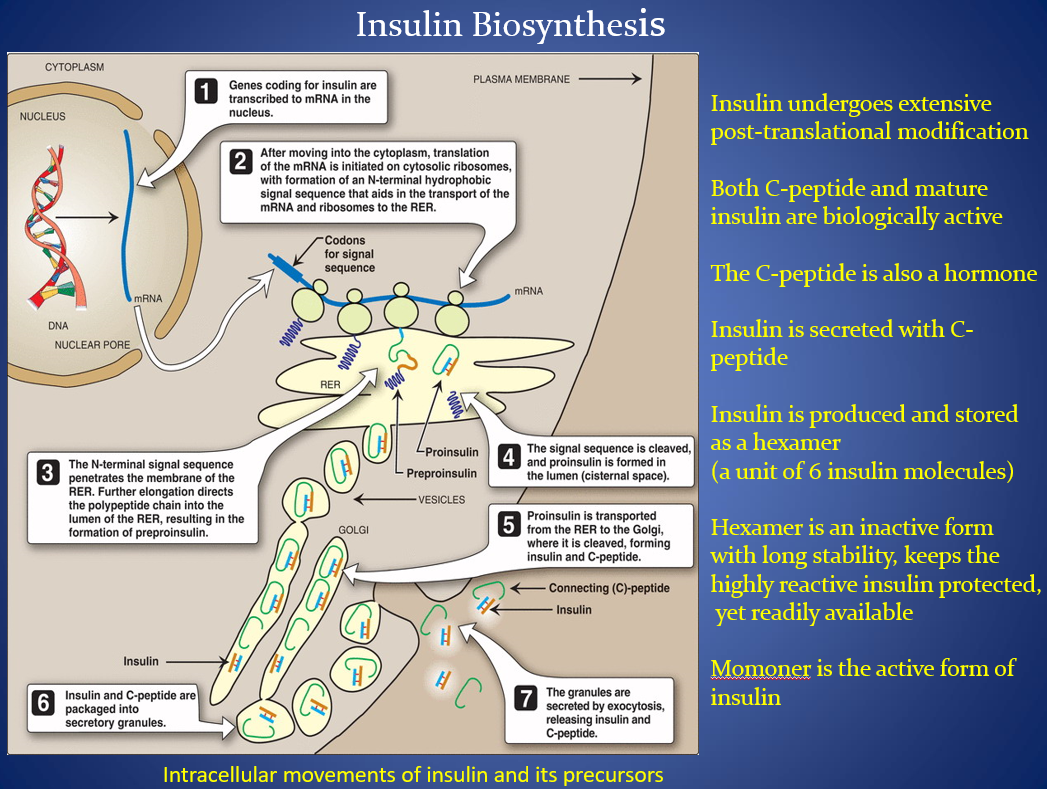 Insulin Biosynthesis
CYTOPLASM
NUCLEUS
1
Genes coding for insulin are
transcribed to mRNA in the
nucleus.
PLASMA MEMBRANE
2
After moving into the cytoplasm, translation
of the mRNA is initiated on cytosolic ribosomes,
with formation of an N-terminal hydrophobic
signal sequence that aids in the transport of the
mRNA and ribosomes to the RER.
Codons
for signal
sequence
mRNA
mRNA
DNA
NUCLEAR PORE
RER
3
The N-terminal signal sequence
penetrates the membrane of the
RER. Further elongation directs
the polypeptide chain into the
lumen of the RER, resulting in the
formation of preproinsulin.
Proinsulin
Preproinsulin
4
The signal sequence is cleaved,
and proinsulin is formed in
the lumen (cisternal space).
VESICLES
GOLGI
5
Proinsulin is transported
from the RER to the Golgi,
where it is cleaved, forming
insulin and C-peptide.
Connecting (C)-peptide
Insulin
Insulin
6
Insulin and C-peptide are
packaged into
secretory granules.
7
The granules are
secreted by exocytosis,
releasing insulin and
C-peptide.
Intracellular movements of insulin and its precursors
Insulin undergoes extensive
post-translational modification
Both C-peptide and mature
insulin are biologically active
The C-peptide is also a hormone
Insulin is secreted with C-
peptide
Insulin is produced and stored
as a hexamer
(a unit of 6 insulin molecules)
Hexamer is an inactive form
with long stability, keeps the
highly reactive insulin protected,
yet readily available
Momoner is the active form of
insulin